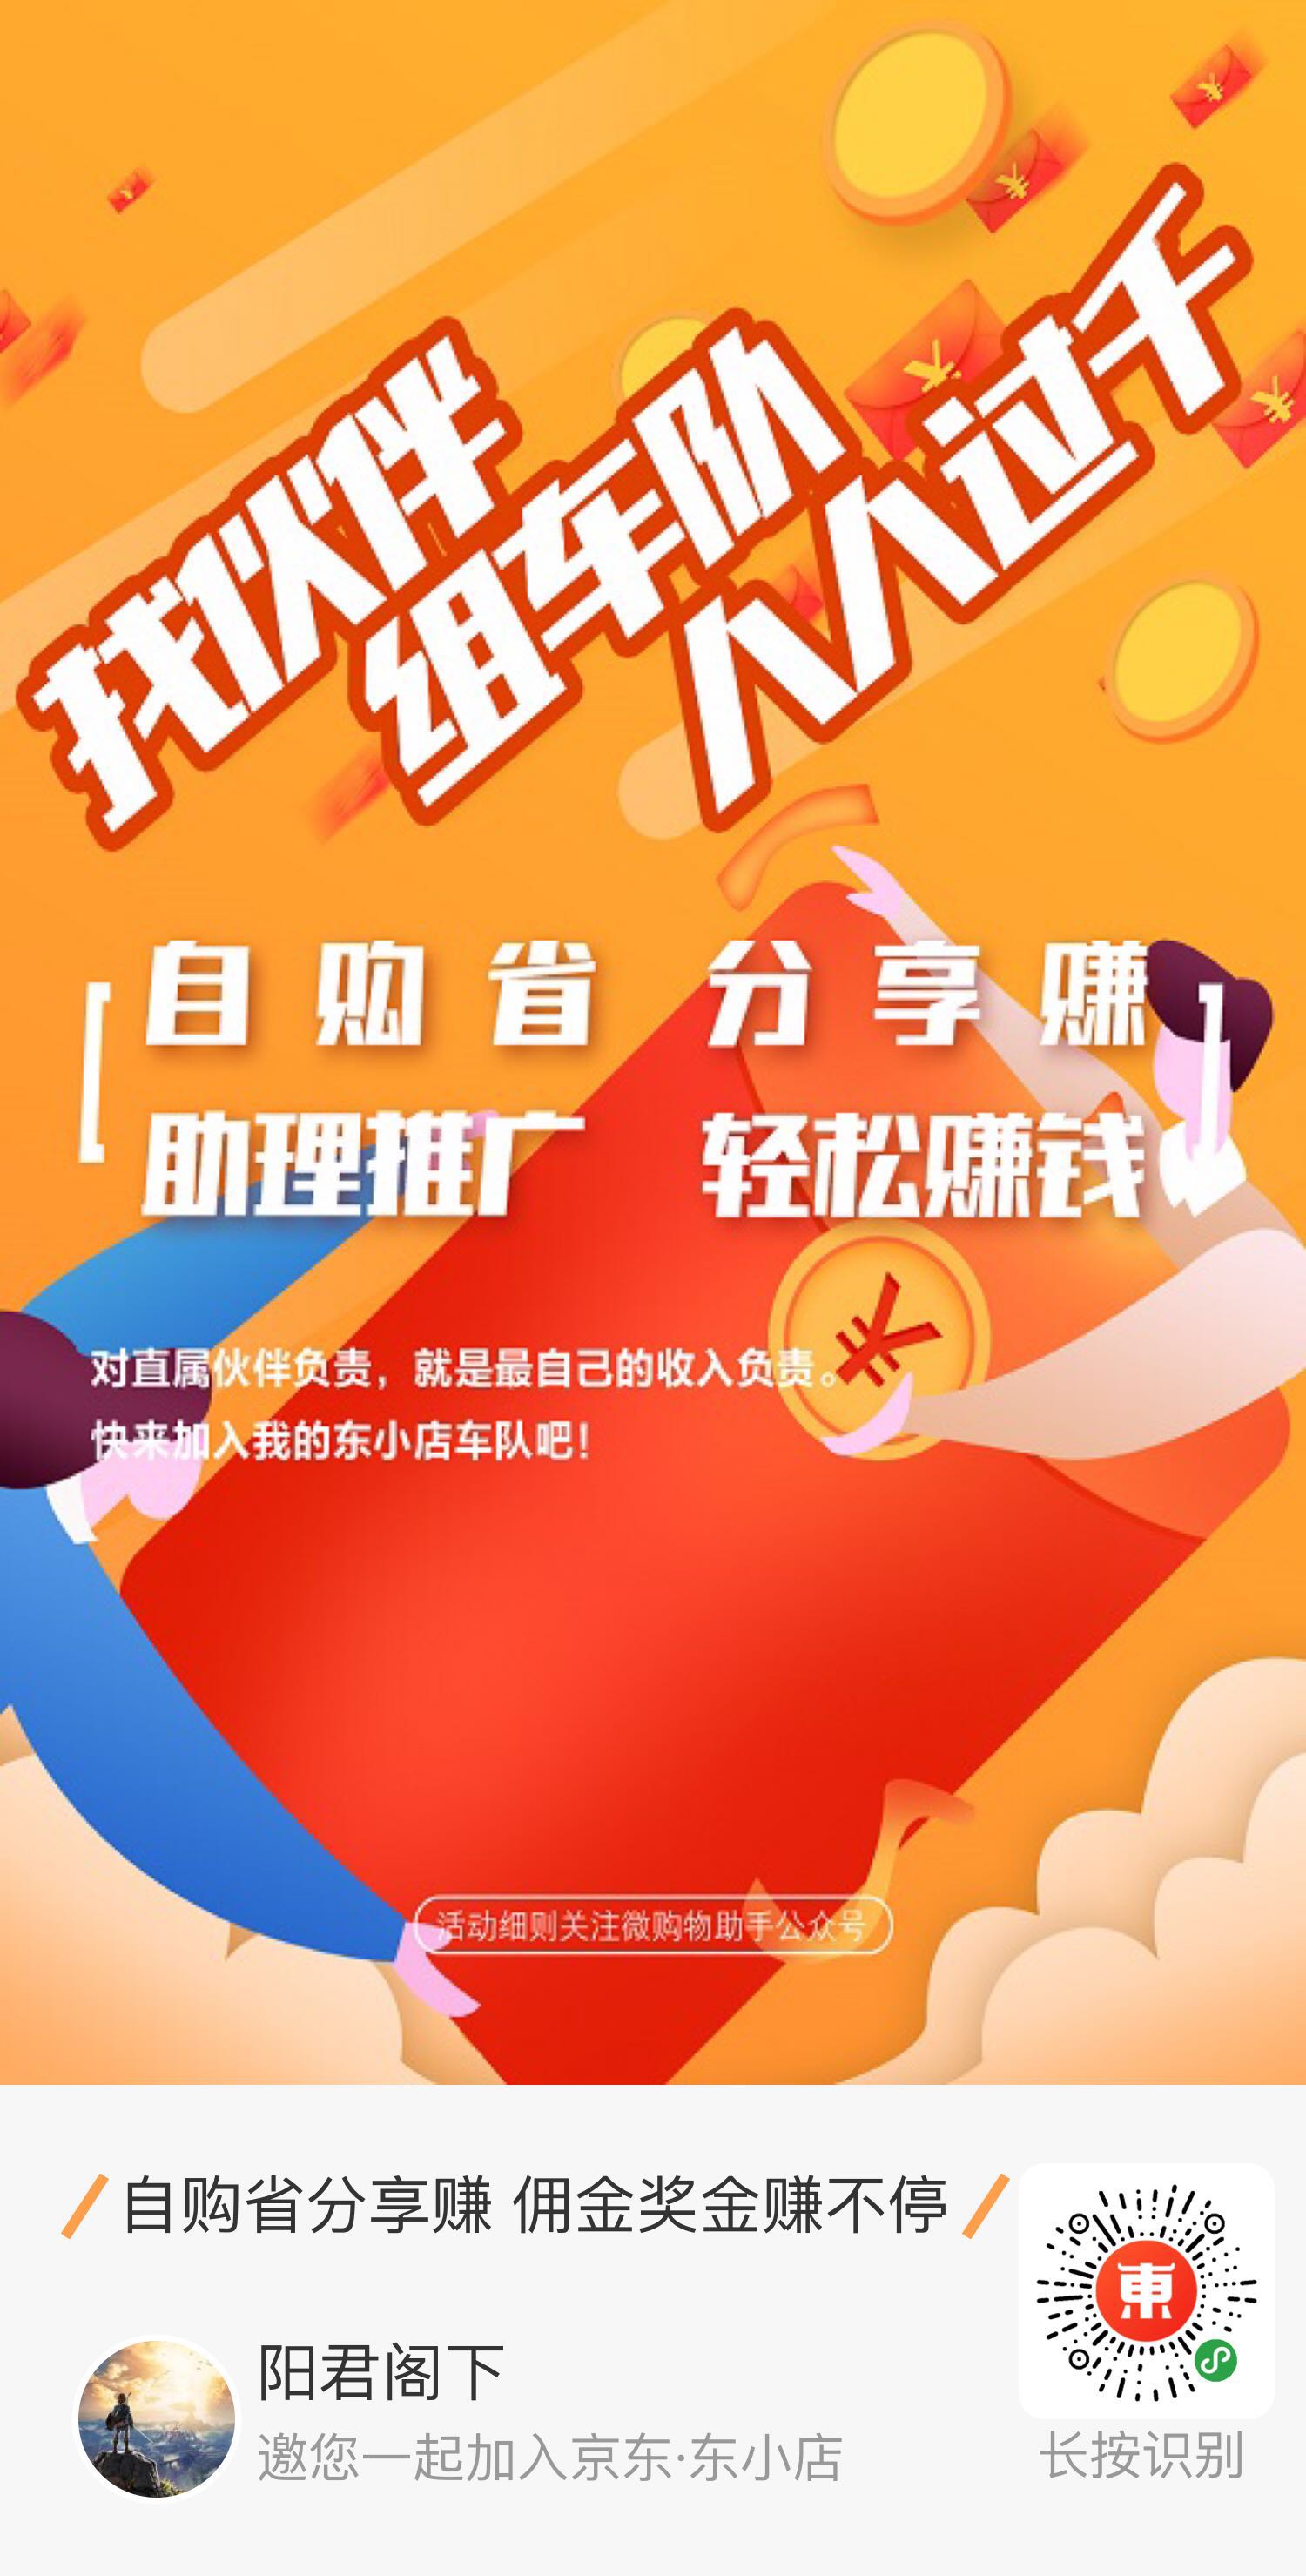 找伙伴
组车队
人人过千
自购省 分享赚
助理推广 轻松赚钱
对直属伙伴负责，就是最自己的收入负责。
快来加入我的东小店车队吧！
活动细则关注微购物助手公众号
自购省分享赚 佣金奖金赚不停
東
阳君阁下
邀您一起加入京东·东小店
长按识别